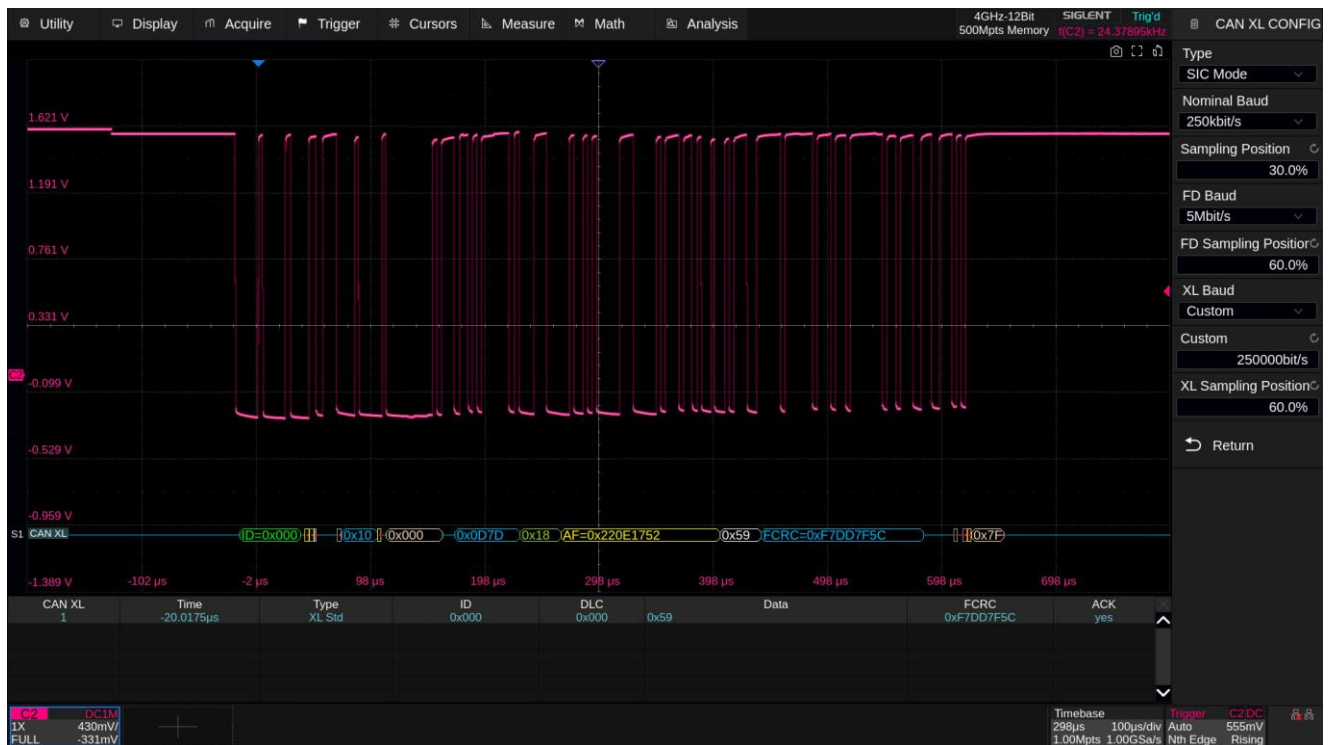 Utility Display Acquire Trigger Cursors Measure Math Analysis
4GHz-12Bit SIGLENT Trig'd
500Mpts Memory f(C2) = 24.37895kHz
CAN XL CONFIG
Type
SIC Mode
Nominal Baud
250kbit/s
Sampling Position
30.0%
FD Baud
5Mbit/s
FD Sampling Position
60.0%
XL Baud
Custom
Custom
250000bit/s
XL Sampling Position
60.0%
Return
1.621 V
1.191 V
0.761 V
0.331 V
C2
-0.099 V
-0.529 V
-0.959 V
S1 CAN XL ID=0x000 0x10 0x000 0x0D7D 0x18 AF=0x220E1752 0x59 FCRC=0xF7DD7F5C 0x7F
-1.389 V -102 μs -2 μs 98 μs 198 μs 298 μs 398 μs 498 μs 598 μs 698 μs
CAN XL Time Type ID DLC Data FCRC ACK
1 -20.0175μs XL Std 0x000 0x000 0x59 0xF7DD7F5C yes
C2 DC1M
1X 430mV/
FULL -331mV
Timebase
298μs 100μs/div
1.00Mpts 1.00GSa/s
Trigger C2 DC
Auto 555mV
Nth Edge Rising